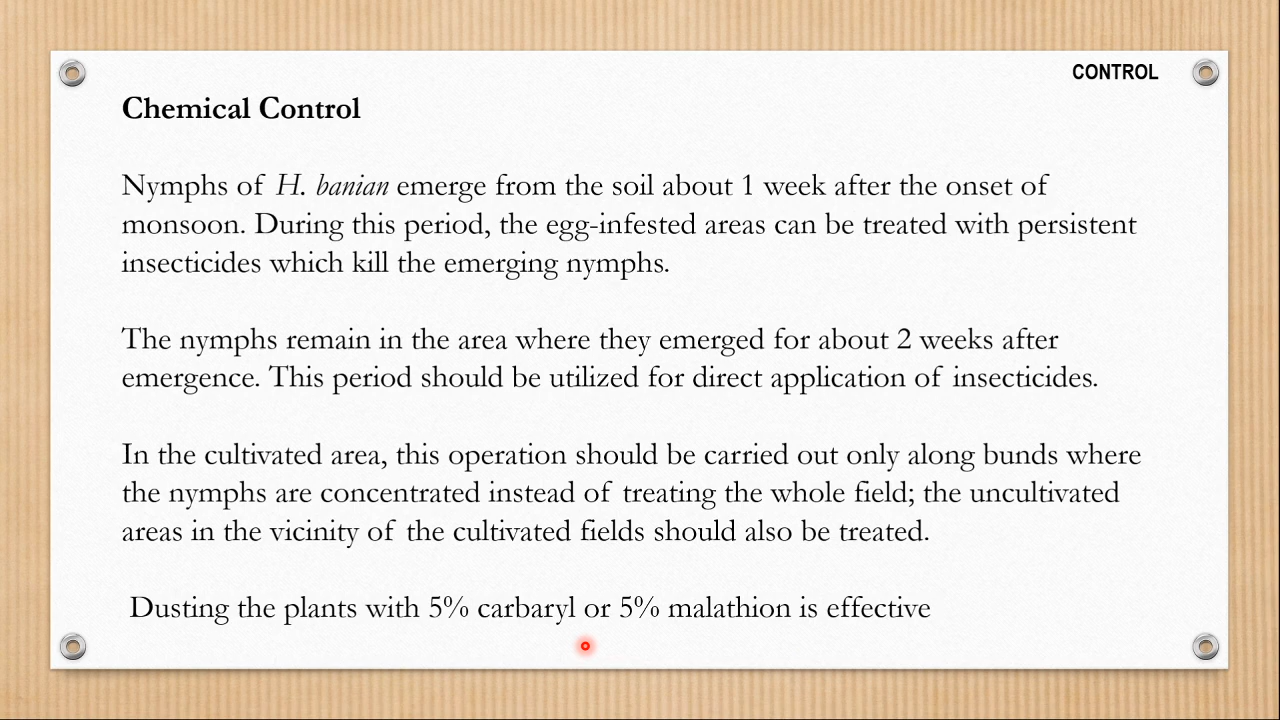 CONTROL
Chemical Control
Nymphs of H. banian emerge from the soil about 1 week after the onset of
monsoon. During this period, the egg-infested areas can be treated with persistent
insecticides which kill the emerging nymphs.
The nymphs remain in the area where they emerged for about 2 weeks after
emergence. This period should be utilized for direct application of insecticides.
In the cultivated area, this operation should be carried out only along bunds where
the nymphs are concentrated instead of treating the whole field; the uncultivated
areas in the vicinity of the cultivated fields should also be treated.
Dusting the plants with 5% carbaryl or 5% malathion is effective